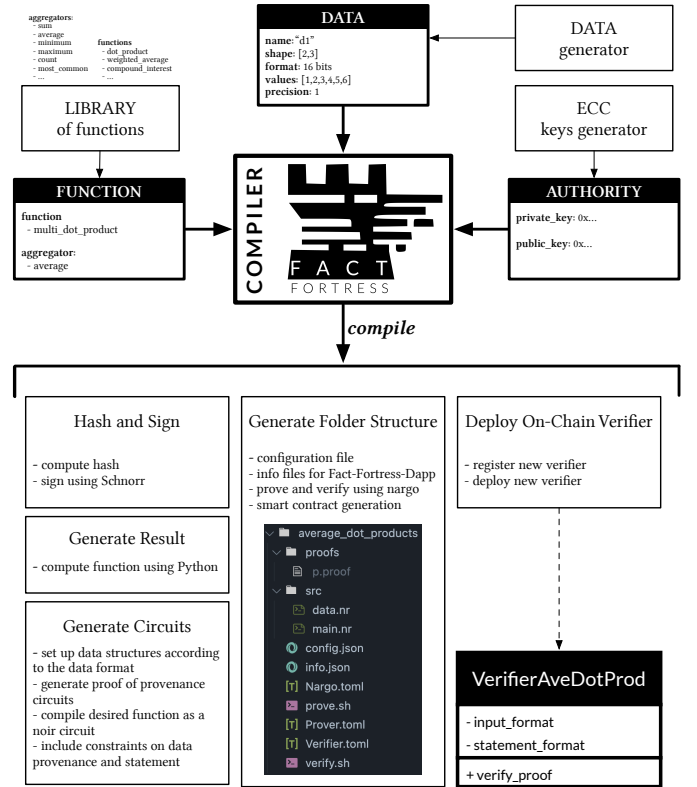 aggregators:
- sum
- average
- minimum
- maximum
- count
- most_common
- ...
functions
- dot_product
- weighted_average
- compound_interest
- ...
LIBRARY
of functions
DATA
name: "d1"
shape: [2,3]
format: 16 bits
values: [1,2,3,4,5,6]
precision: 1
DATA
generator
ECC
keys generator
FUNCTION
function
- multi_dot_product
aggregator:
- average
COMPILER
FACT
FORTRESS
AUTHORITY
private_key: 0x...
public_key: 0x...
compile
Hash and Sign
- compute hash
- sign using Schnorr
Generate Result
- compute function using Python
Generate Circuits
- set up data structures according
to the data format
- generate proof of provenance
circuits
- compile desired function as a
noir circuit
- include constraints on data
provenance and statement
Generate Folder Structure
- configuration file
- info files for Fact-Fortress-Dapp
- prove and verify using nargo
- smart contract generation
average_dot_products
proofs
p.proof
src
data.nr
main.nr
config.json
info.json
[T] Nargo.toml
prove.sh
[T] Prover.toml
[T] Verifier.toml
verify.sh
Deploy On-Chain Verifier
- register new verifier
- deploy new verifier
VerifierAveDotProd
- input_format
- statement_format
+ verify_proof